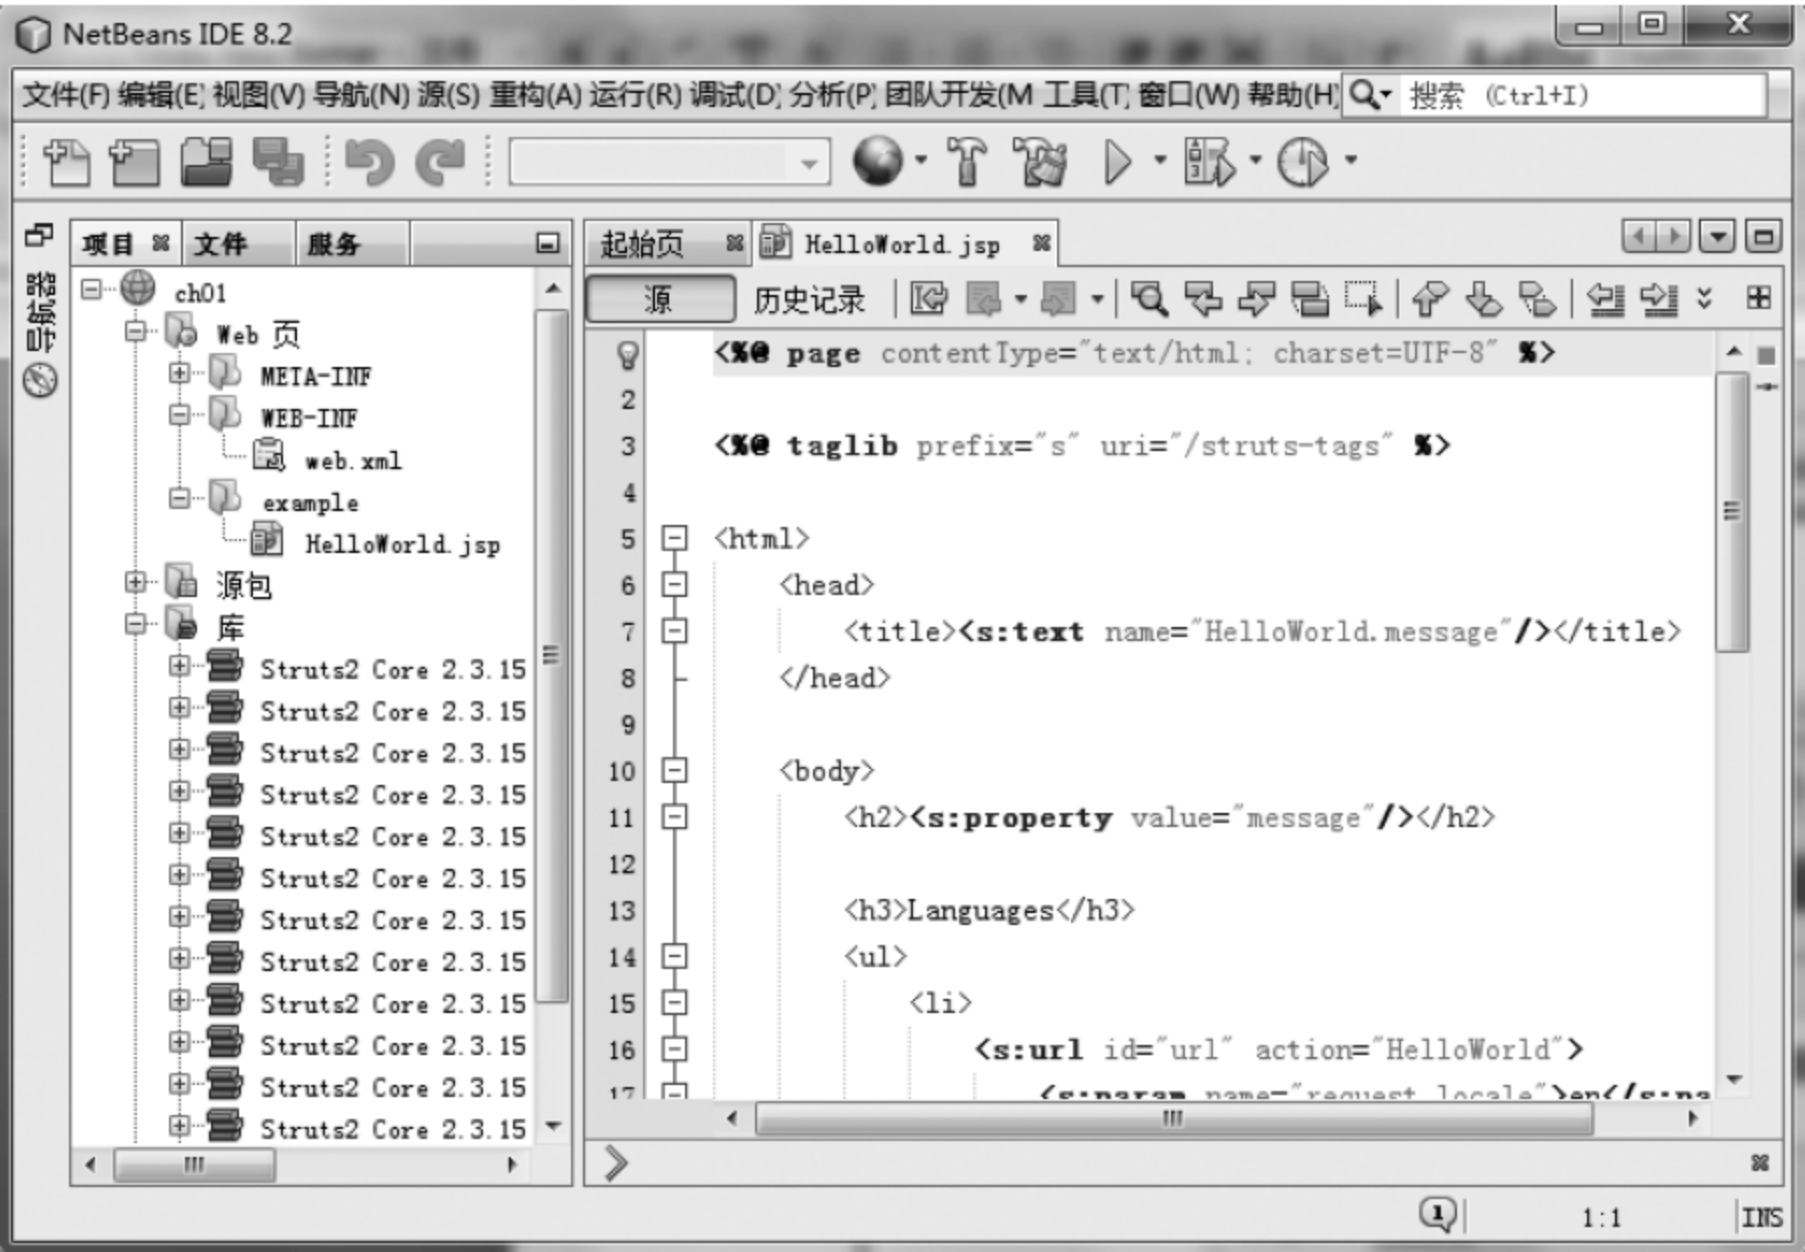 NetBeans IDE 8.2
文件(F) 编辑(E) 视图(V) 导航(N) 源(S) 重构(A) 运行(R) 调试(D) 分析(P) 团队开发(M 工具(T) 窗口(W) 帮助(H) 搜索 (Ctrl+I)
项目 文件 服务
导航器
ch01
Web 页
META-INF
WEB-INF
web.xml
example
HelloWorld.jsp
源包
库
Struts2 Core 2.3.15
Struts2 Core 2.3.15
Struts2 Core 2.3.15
Struts2 Core 2.3.15
Struts2 Core 2.3.15
Struts2 Core 2.3.15
Struts2 Core 2.3.15
Struts2 Core 2.3.15
Struts2 Core 2.3.15
Struts2 Core 2.3.15
Struts2 Core 2.3.15
Struts2 Core 2.3.15
起始页 HelloWorld.jsp
源 历史记录
<%@ page contentType="text/html; charset=UTF-8" %>
2
3 <%@ taglib prefix="s" uri="/struts-tags" %>
4
5 <html>
6 <head>
7 <title><s:text name="HelloWorld.message"/></title>
8 </head>
9
10 <body>
11 <h2><s:property value="message"/></h2>
12
13 <h3>Languages</h3>
14 <ul>
15 <li>
16 <s:url id="url" action="HelloWorld">
17 <s:param name="request_locale">en</s:pa
1:1 INS